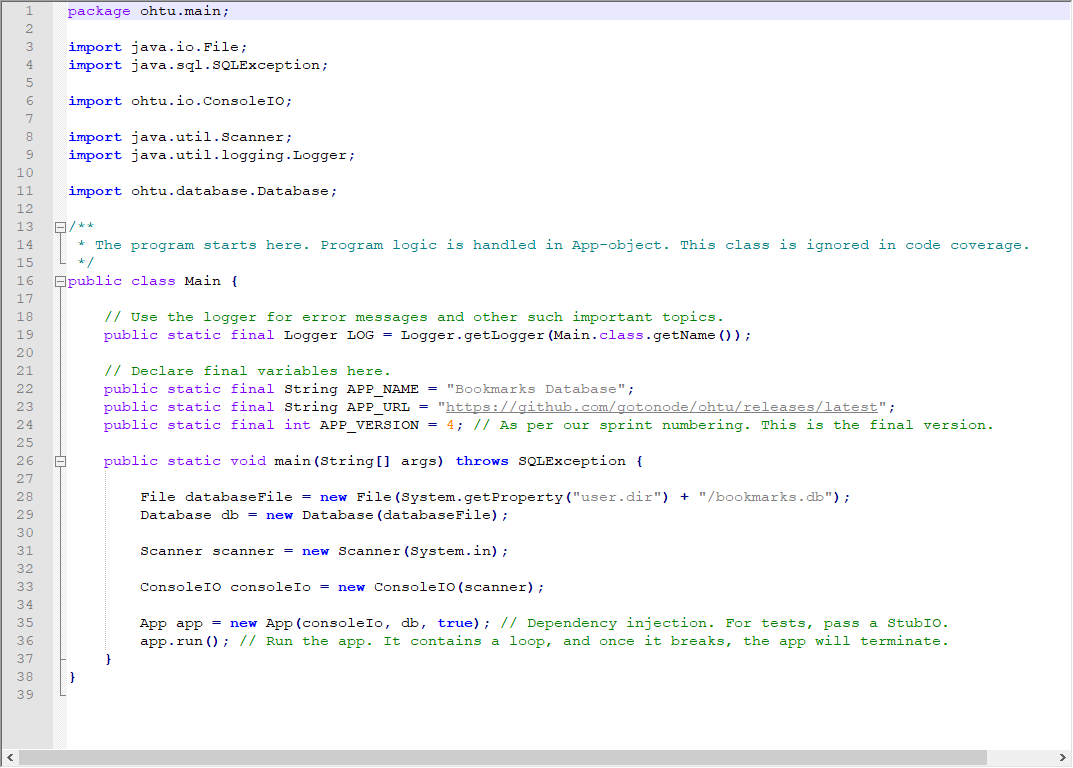 1 package ohtu.main;
2
3 import java.io.File;
4 import java.sql.SQLException;
5
6 import ohtu.io.ConsoleIO;
7
8 import java.util.Scanner;
9 import java.util.logging.Logger;
10
11 import ohtu.database.Database;
12
13 /**
14  * The program starts here. Program logic is handled in App-object. This class is ignored in code coverage.
15  */
16 public class Main {
17
18     // Use the logger for error messages and other such important topics.
19     public static final Logger LOG = Logger.getLogger(Main.class.getName());
20
21     // Declare final variables here.
22     public static final String APP_NAME = "Bookmarks Database";
23     public static final String APP_URL = "https://github.com/gotonode/ohtu/releases/latest";
24     public static final int APP_VERSION = 4; // As per our sprint numbering. This is the final version.
25
26     public static void main(String[] args) throws SQLException {
27
28         File databaseFile = new File(System.getProperty("user.dir") + "/bookmarks.db");
29         Database db = new Database(databaseFile);
30
31         Scanner scanner = new Scanner(System.in);
32
33         ConsoleIO consoleIo = new ConsoleIO(scanner);
34
35         App app = new App(consoleIo, db, true); // Dependency injection. For tests, pass a StubIO.
36         app.run(); // Run the app. It contains a loop, and once it breaks, the app will terminate.
37     }
38 }
39